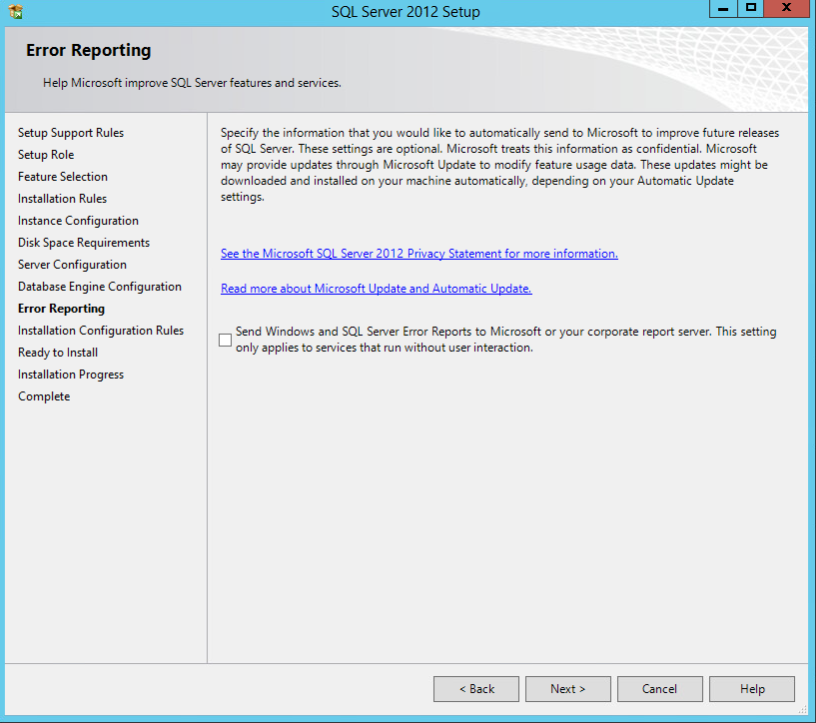 SQL Server 2012 Setup
Error Reporting
Help Microsoft improve SQL Server features and services.
Setup Support Rules
Setup Role
Feature Selection
Installation Rules
Instance Configuration
Disk Space Requirements
Server Configuration
Database Engine Configuration
Error Reporting
Installation Configuration Rules
Ready to Install
Installation Progress
Complete
Specify the information that you would like to automatically send to Microsoft to improve future releases
of SQL Server. These settings are optional. Microsoft treats this information as confidential. Microsoft
may provide updates through Microsoft Update to modify feature usage data. These updates might be
downloaded and installed on your machine automatically, depending on your Automatic Update
settings.
See the Microsoft SQL Server 2012 Privacy Statement for more information.
Read more about Microsoft Update and Automatic Update.
Send Windows and SQL Server Error Reports to Microsoft or your corporate report server. This setting
only applies to services that run without user interaction.
< Back
Next >
Cancel
Help